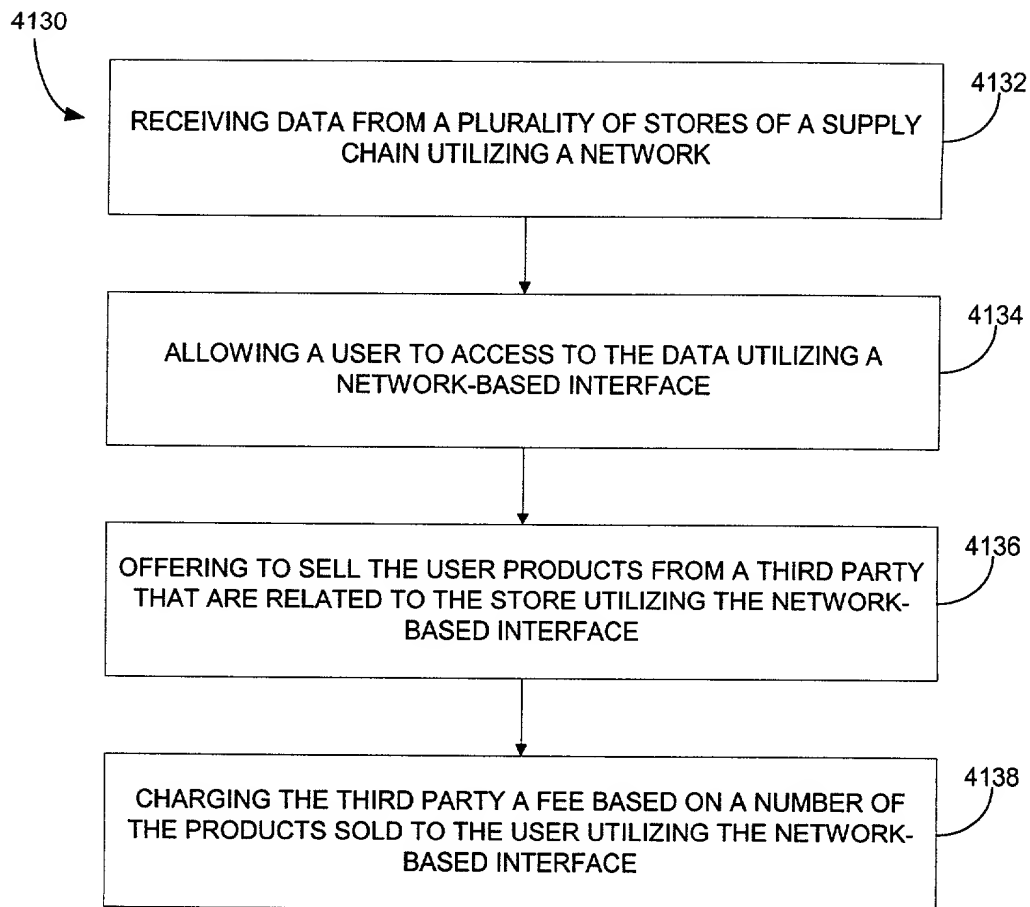 4130
4132
RECEIVING DATA FROM A PLURALITY OF STORES OF A SUPPLY
CHAIN UTILIZING A NETWORK
4134
ALLOWING A USER TO ACCESS TO THE DATA UTILIZING A
NETWORK-BASED INTERFACE
4136
OFFERING TO SELL THE USER PRODUCTS FROM A THIRD PARTY
THAT ARE RELATED TO THE STORE UTILIZING THE NETWORK-
BASED INTERFACE
4138
CHARGING THE THIRD PARTY A FEE BASED ON A NUMBER OF
THE PRODUCTS SOLD TO THE USER UTILIZING THE NETWORK-
BASED INTERFACE